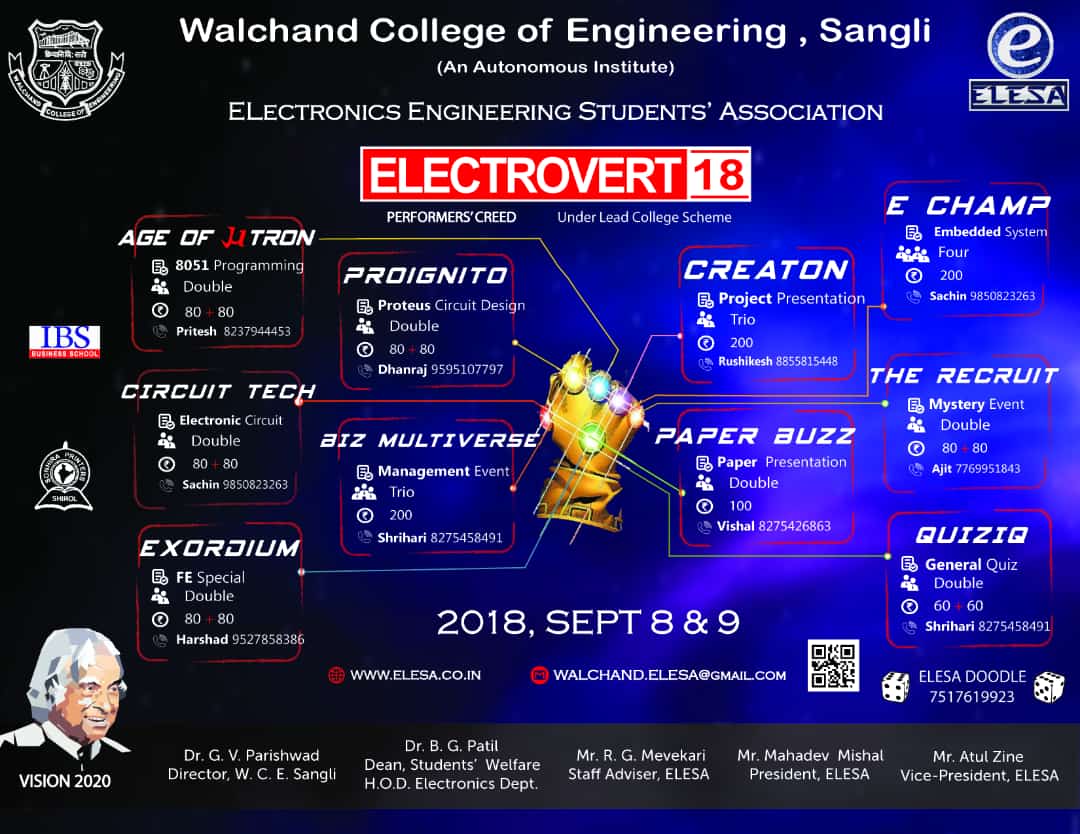 Walchand College of Engineering , Sangli
(An Autonomous Institute)
ELectronics Engineering Students' Association
WALCHAND COLLEGE OF ENGINEERING
e
ELESA
ELECTROVERT 18
PERFORMERS' CREED
Under Lead College Scheme
AGE OF µTRON
8051 Programming
Double
80 + 80
Pritesh 8237944453
PROIGNITO
Proteus Circuit Design
Double
80 + 80
Dhanraj 9595107797
CREATON
Project Presentation
Trio
200
Rushikesh 8855815448
E CHAMP
Embedded System
Four
200
Sachin 9850823263
IBS
BUSINESS SCHOOL
CIRCUIT TECH
Electronic Circuit
Double
80 + 80
Sachin 9850823263
BIZ MULTIVERSE
Management Event
Trio
200
Shrihari 8275458491
PAPER BUZZ
Paper Presentation
Double
100
Vishal 8275426863
THE RECRUIT
Mystery Event
Double
80 + 80
Ajit 7769951843
PRINTERS
SHIROL
EXORDIUM
FE Special
Double
80 + 80
Harshad 9527858386
QUIZIQ
General Quiz
Double
60 + 60
Shrihari 8275458491
2018, SEPT 8 & 9
WWW.ELESA.CO.IN
WALCHAND.ELESA@GMAIL.COM
ELESA DOODLE
7517619923
VISION 2020
Dr. G. V. Parishwad
Director, W. C. E. Sangli
Dr. B. G. Patil
Dean, Students' Welfare
H.O.D. Electronics Dept.
Mr. R. G. Mevekari
Staff Adviser, ELESA
Mr. Mahadev Mishal
President, ELESA
Mr. Atul Zine
Vice-President, ELESA